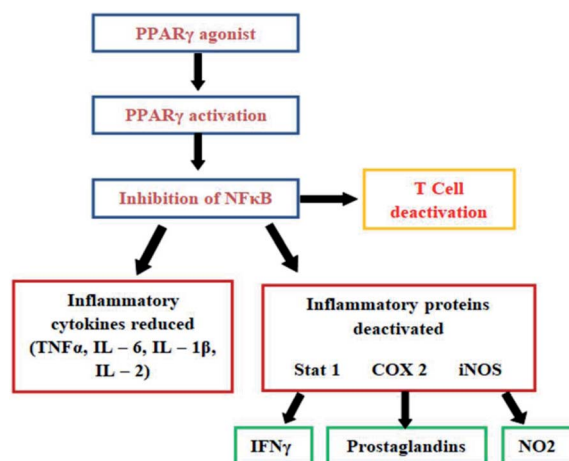 PPARγ agonist
PPARγ activation
Inhibition of NFκB
T Cell
deactivation
Inflammatory
cytokines reduced
(TNFα, IL – 6, IL – 1β,
IL – 2)
Inflammatory proteins
deactivated
Stat 1 COX 2 iNOS
IFNγ
Prostaglandins
NO2